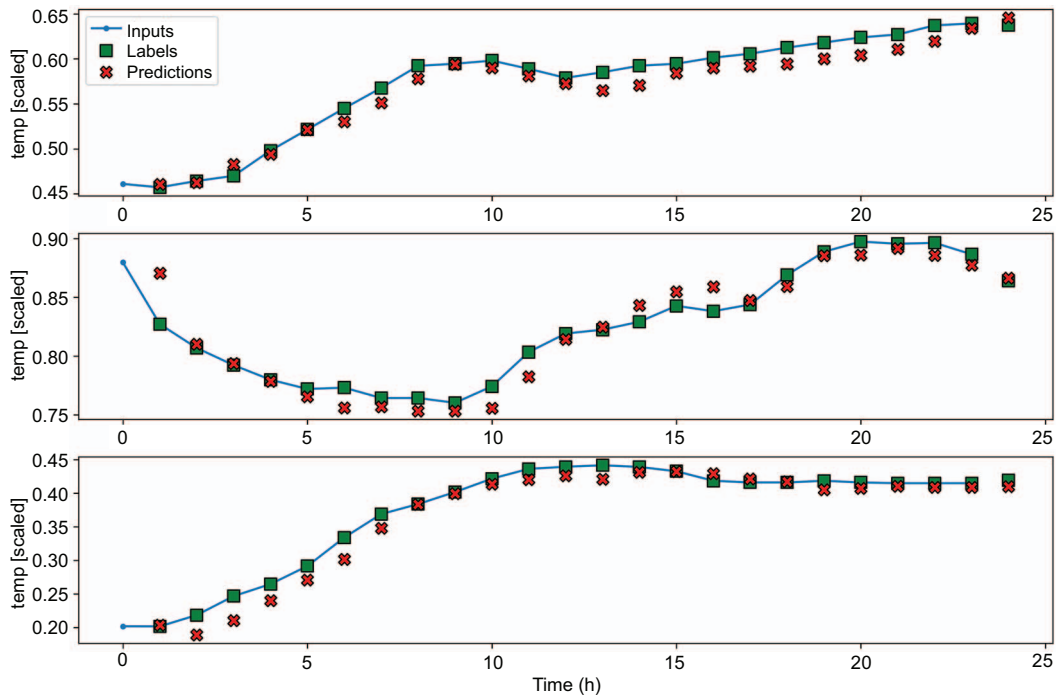 temp [scaled]
0.65
0.60
0.55
0.50
0.45
Inputs
Labels
Predictions
0 5 10 15 20 25
temp [scaled]
0.90
0.85
0.80
0.75
0 5 10 15 20 25
temp [scaled]
0.45
0.40
0.35
0.30
0.25
0.20
0 5 10 15 20 25
Time (h)